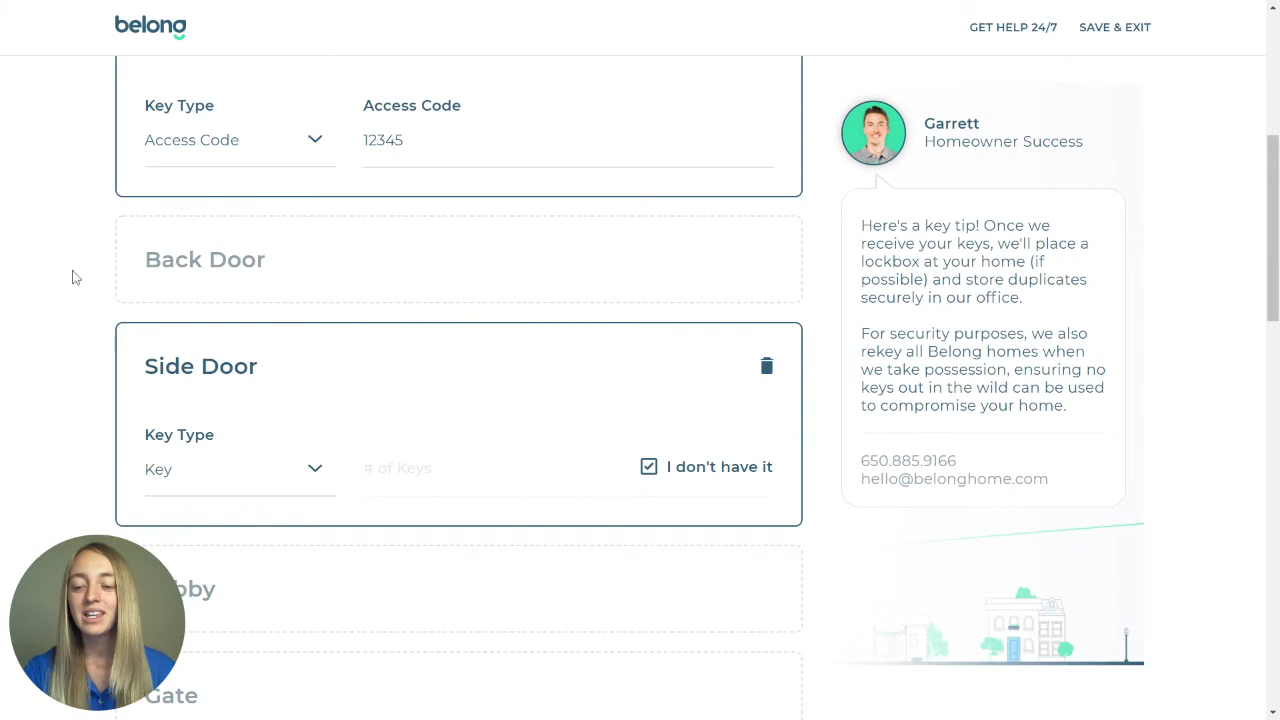 belong
GET HELP 24/7
SAVE & EXIT
Key Type
Access Code
Access Code
12345
Back Door
Side Door
Key Type
Key
# of Keys
I don't have it
Gate
Garrett
Homeowner Success
Here's a key tip! Once we
receive your keys, we'll place a
lockbox at your home (if
possible) and store duplicates
securely in our office.
For security purposes, we also
rekey all Belong homes when
we take possession, ensuring no
keys out in the wild can be used
to compromise your home.
650.885.9166
hello@belonghome.com